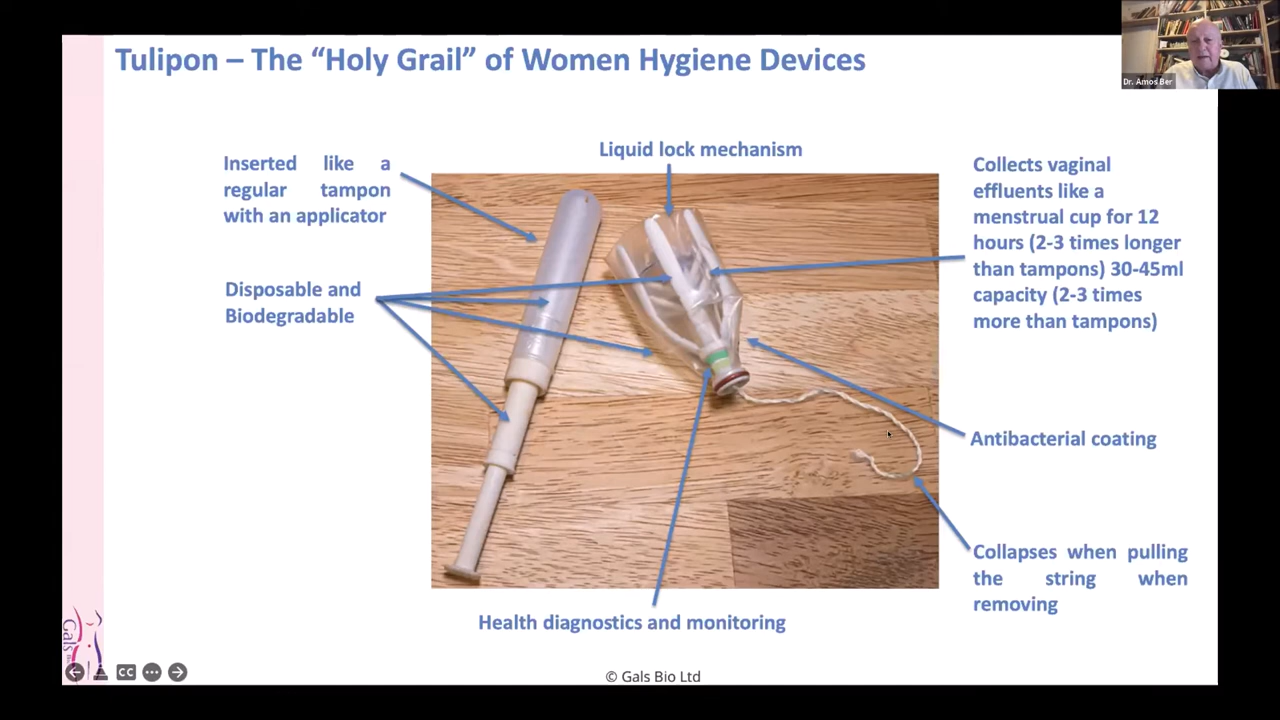 Tulipon – The “Holy Grail” of Women Hygiene Devices
Dr. Amos Ber
Inserted like a
regular tampon
with an applicator
Liquid lock mechanism
Collects vaginal
effluents like a
menstrual cup for 12
hours (2-3 times longer
than tampons) 30-45ml
capacity (2-3 times
more than tampons)
Disposable and
Biodegradable
Antibacterial coating
Collapses when pulling
the string when
removing
Health diagnostics and monitoring
Gals
CC
© Gals Bio Ltd